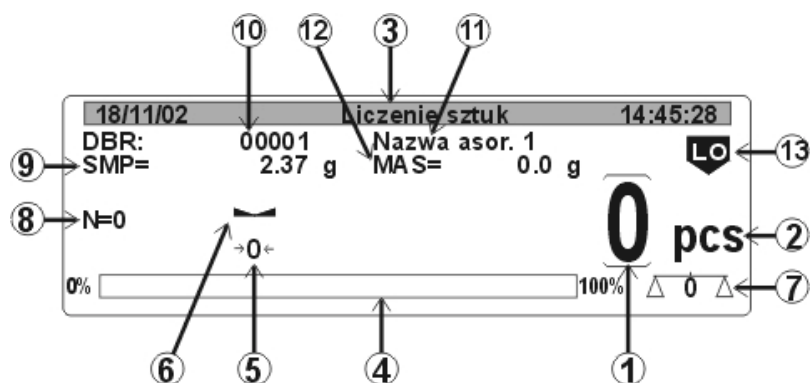 10 12 3 11
18/11/02 Liczenie sztuk 14:45:28
DBR: 00001 Nazwa asor. 1
9 SMP= 2.37 g MAS= 0.0 g LO 13
8 N=0 0 pcs 2
→0←
0% 100% 0 7
6 5 4 1